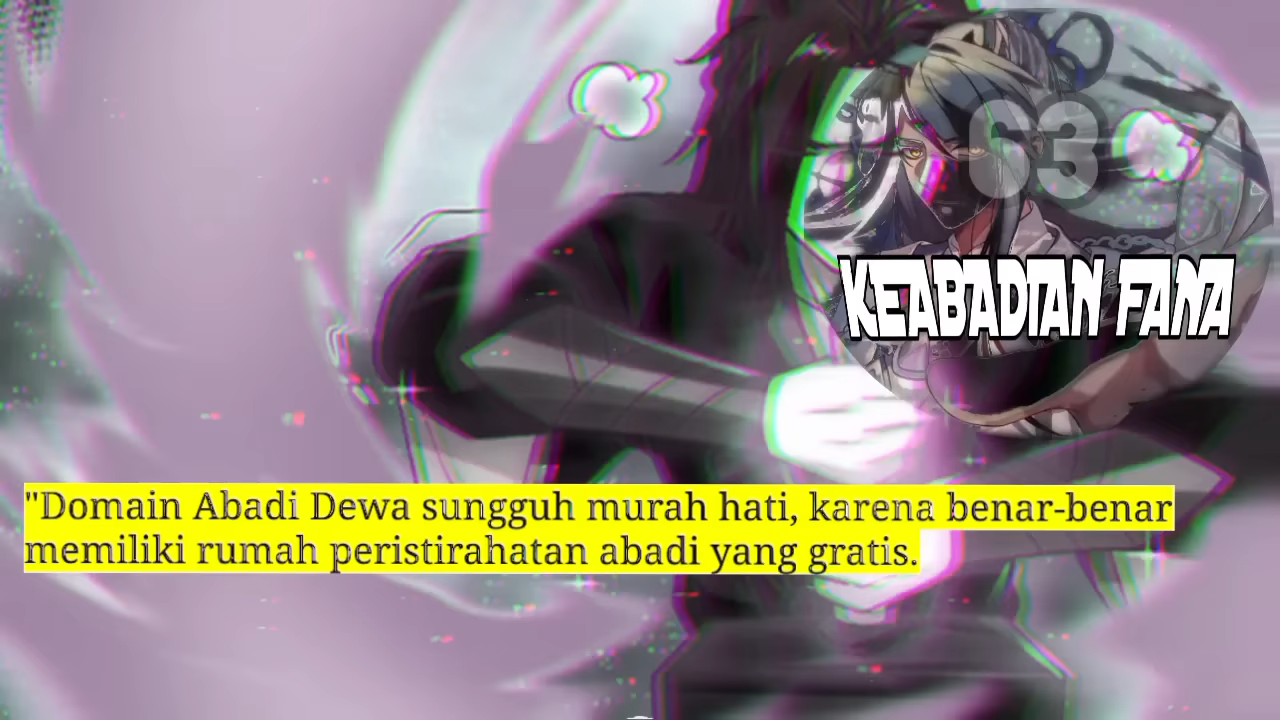 63
KEABADIAN FANA
"Domain Abadi Dewa sungguh murah hati, karena benar-benar
memiliki rumah peristirahatan abadi yang gratis.